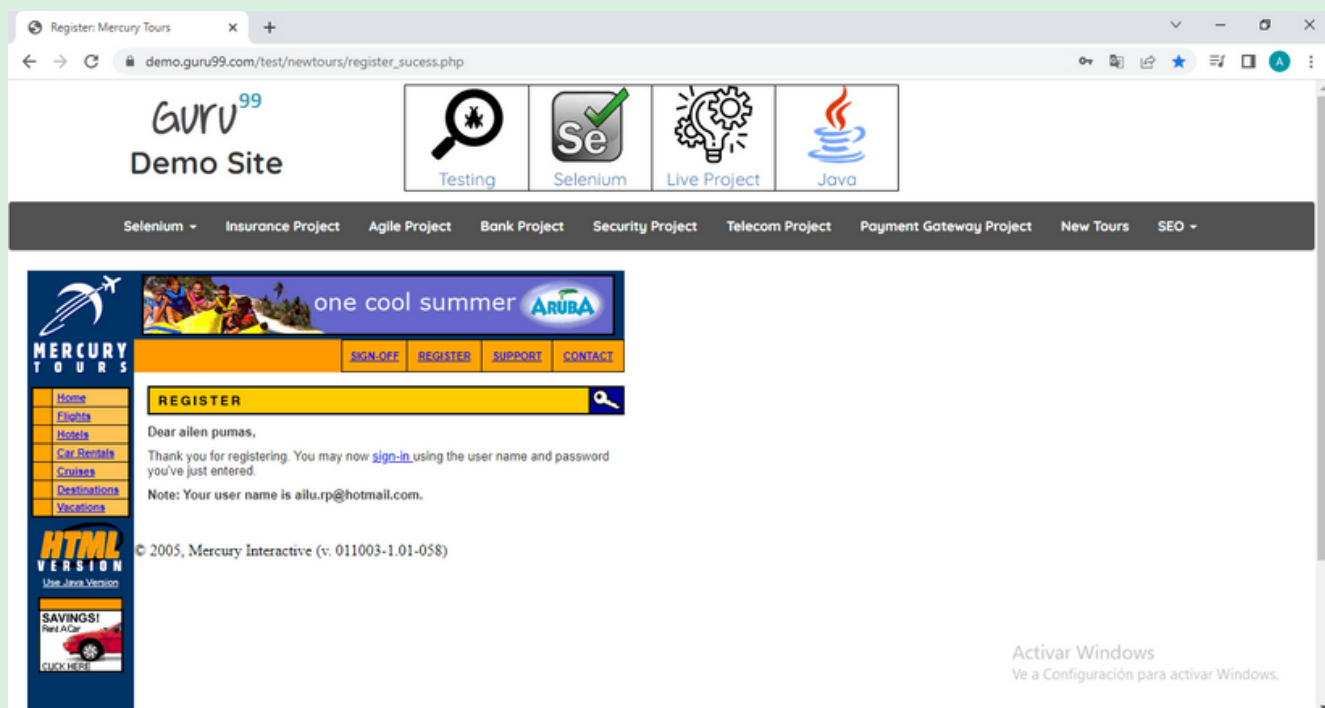 Register: Mercury Tours
demo.guru99.com/test/newtours/register_sucess.php
A
Guru99
Demo Site
Testing
Se
Selenium
Live Project
Java
Selenium
Insurance Project
Agile Project
Bank Project
Security Project
Telecom Project
Payment Gateway Project
New Tours
SEO
MERCURY
TOURS
one cool summer
ARUBA
SIGN-OFF
REGISTER
SUPPORT
CONTACT
Home
Flights
Hotels
Car Rentals
Cruises
Destinations
Vacations
HTML
VERSION
Use Java Version
SAVINGS!
Rent A Car
CLICK HERE
REGISTER
Dear ailen pumas,
Thank you for registering. You may now sign-in using the user name and password
you've just entered.
Note: Your user name is ailu.rp@hotmail.com.
© 2005, Mercury Interactive (v. 011003-1.01-058)
Activar Windows
Ve a Configuración para activar Windows.